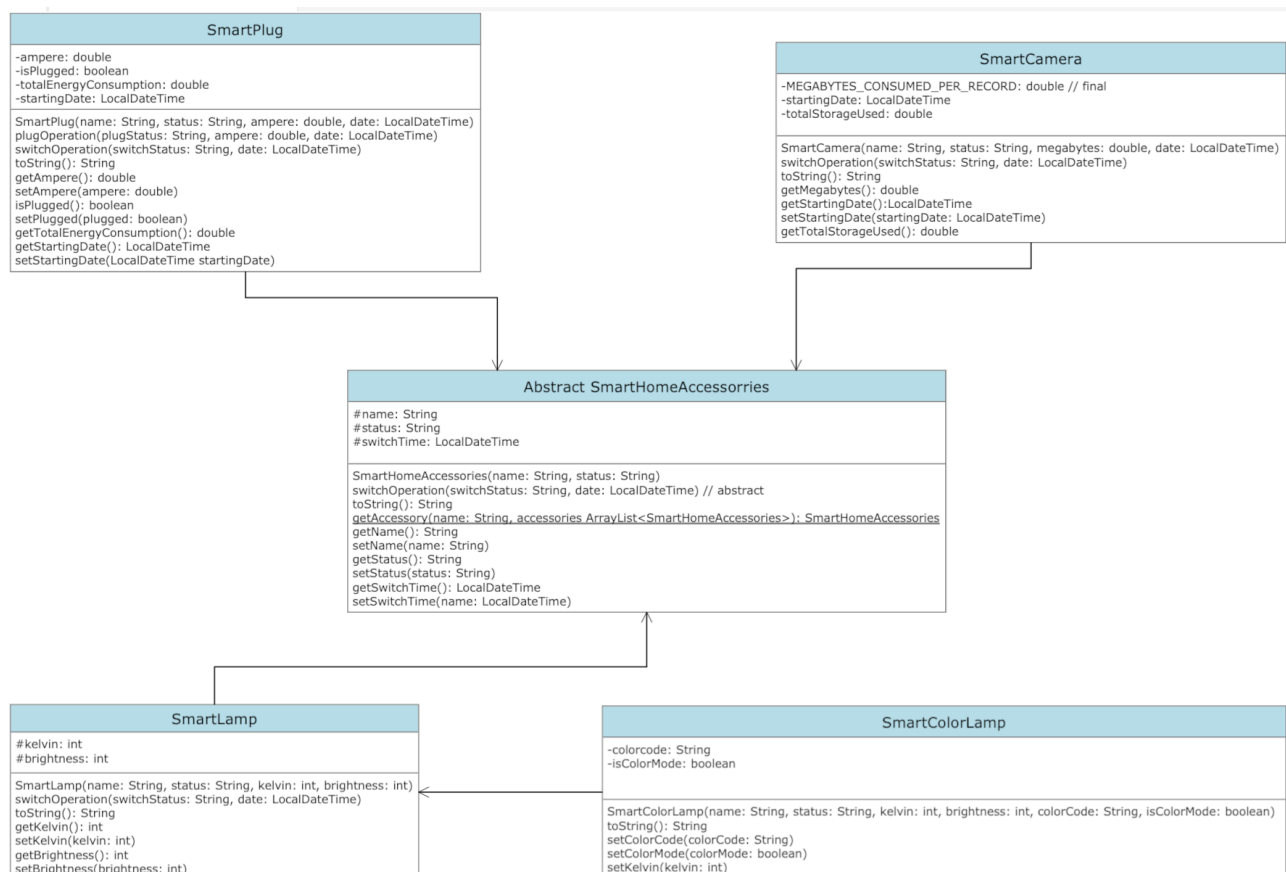 SmartPlug
-ampere: double
-isPlugged: boolean
-totalEnergyConsumption: double
-startingDate: LocalDateTime
SmartPlug(name: String, status: String, ampere: double, date: LocalDateTime)
plugOperation(plugStatus: String, ampere: double, date: LocalDateTime)
switchOperation(switchStatus: String, date: LocalDateTime)
toString(): String
getAmpere(): double
setAmpere(ampere: double)
isPlugged(): boolean
setPlugged(plugged: boolean)
getTotalEnergyConsumption(): double
getStartingDate(): LocalDateTime
setStartingDate(LocalDateTime startingDate)
SmartCamera
-MEGABYTES_CONSUMED_PER_RECORD: double // final
-startingDate: LocalDateTime
-totalStorageUsed: double
SmartCamera(name: String, status: String, megabytes: double, date: LocalDateTime)
switchOperation(switchStatus: String, date: LocalDateTime)
toString(): String
getMegabytes(): double
getStartingDate():LocalDateTime
setStartingDate(startingDate: LocalDateTime)
getTotalStorageUsed(): double
Abstract SmartHomeAccessorries
#name: String
#status: String
#switchTime: LocalDateTime
SmartHomeAccessories(name: String, status: String)
switchOperation(switchStatus: String, date: LocalDateTime) // abstract
toString(): String
getAccessory(name: String, accessories ArrayList<SmartHomeAccessories>): SmartHomeAccessories
getName(): String
setName(name: String)
getStatus(): String
setStatus(status: String)
getSwitchTime(): LocalDateTime
setSwitchTime(name: LocalDateTime)
SmartLamp
#kelvin: int
#brightness: int
SmartLamp(name: String, status: String, kelvin: int, brightness: int)
switchOperation(switchStatus: String, date: LocalDateTime)
toString(): String
getKelvin(): int
setKelvin(kelvin: int)
getBrightness(): int
setBrightness(brightness: int)
SmartColorLamp
-colorcode: String
-isColorMode: boolean
SmartColorLamp(name: String, status: String, kelvin: int, brightness: int, colorCode: String, isColorMode: boolean)
toString(): String
setColorCode(colorCode: String)
setColorMode(colorMode: boolean)
setKelvin(kelvin: int)